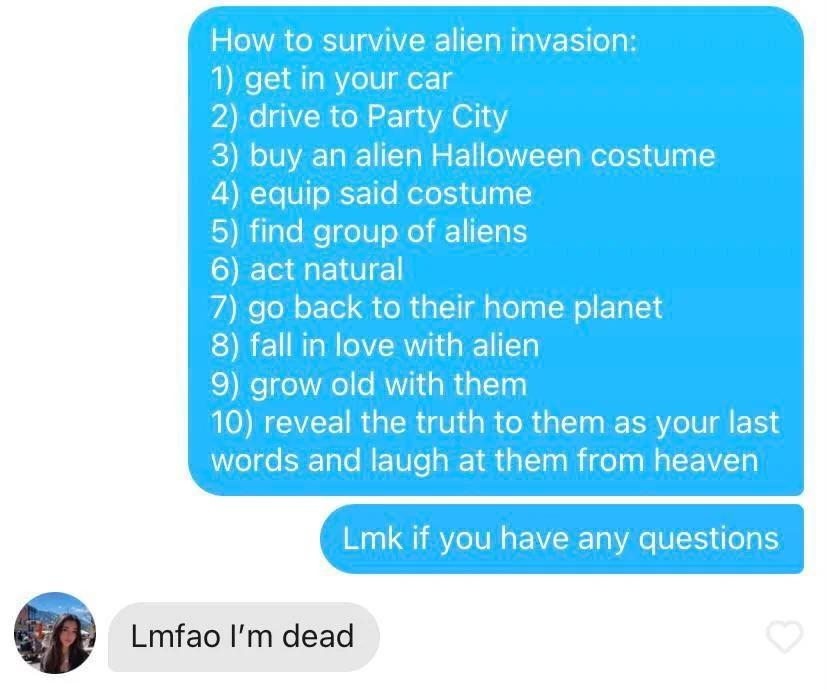 How to survive alien invasion:
1) get in your car
2) drive to Party City
3) buy an alien Halloween costume
4) equip said costume
5) find group of aliens
6) act natural
7) go back to their home planet
8) fall in love with alien
9) grow old with them
10) reveal the truth to them as your last
words and laugh at them from heaven
Lmk if you have any questions
Lmfao I’m dead